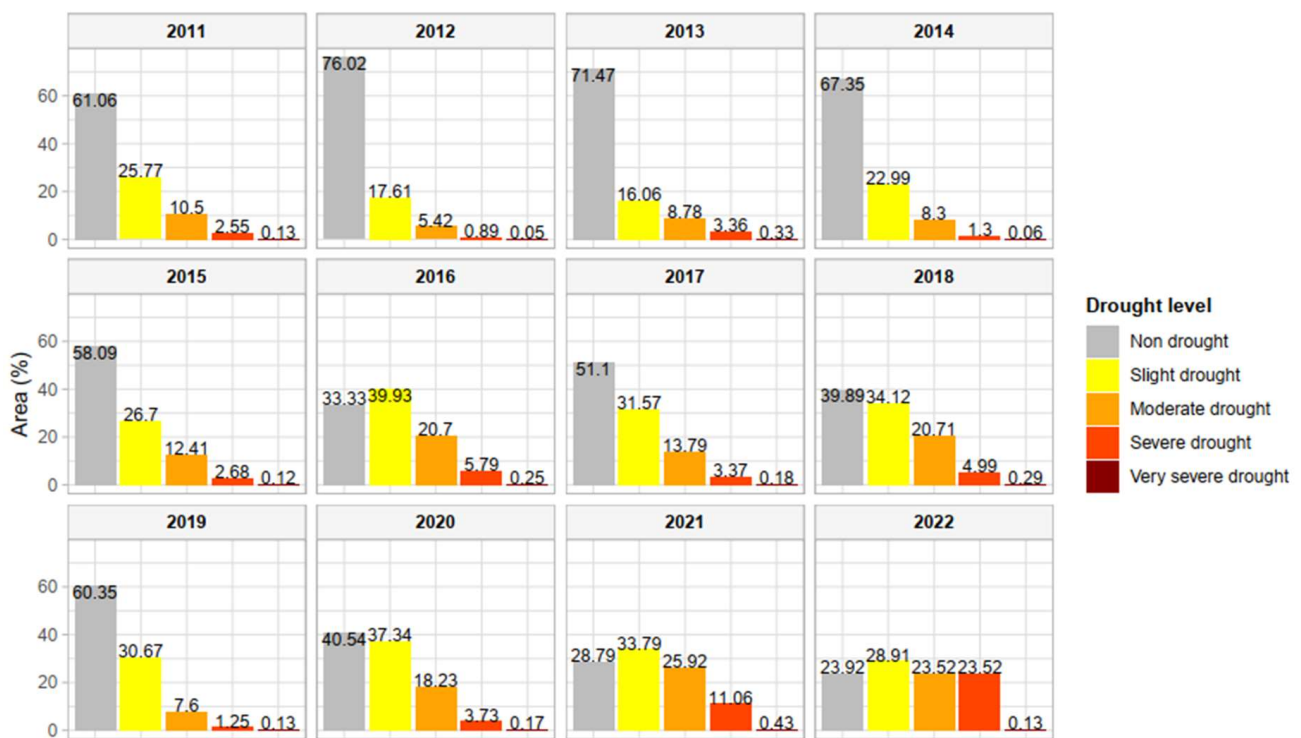 2011 2012 2013 2014
60
40
20
0
61.06 25.77 10.5 2.55 0.13
76.02 17.61 5.42 0.89 0.05
71.47 16.06 8.78 3.36 0.33
67.35 22.99 8.3 1.3 0.06
2015 2016 2017 2018
60
40
20
0
58.09 26.7 12.41 2.68 0.12
33.33 39.93 20.7 5.79 0.25
51.1 31.57 13.79 3.37 0.18
39.89 34.12 20.71 4.99 0.29
Area (%)
2019 2020 2021 2022
60
40
20
0
60.35 30.67 7.6 1.25 0.13
40.54 37.34 18.23 3.73 0.17
28.79 33.79 25.92 11.06 0.43
23.92 28.91 23.52 23.52 0.13
Drought level
Non drought
Slight drought
Moderate drought
Severe drought
Very severe drought